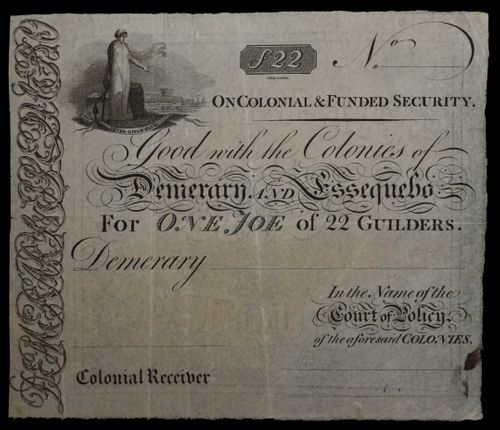 £22
No
ON COLONIAL & FUNDED SECURITY.
Good with the Colonies of
Demerary AND Essequebo
FOR ONE JOE of 22 GUILDERS.
Demerary
In the Name of the
Court of Policy.
of the aforesaid COLONIES.
Colonial Receiver